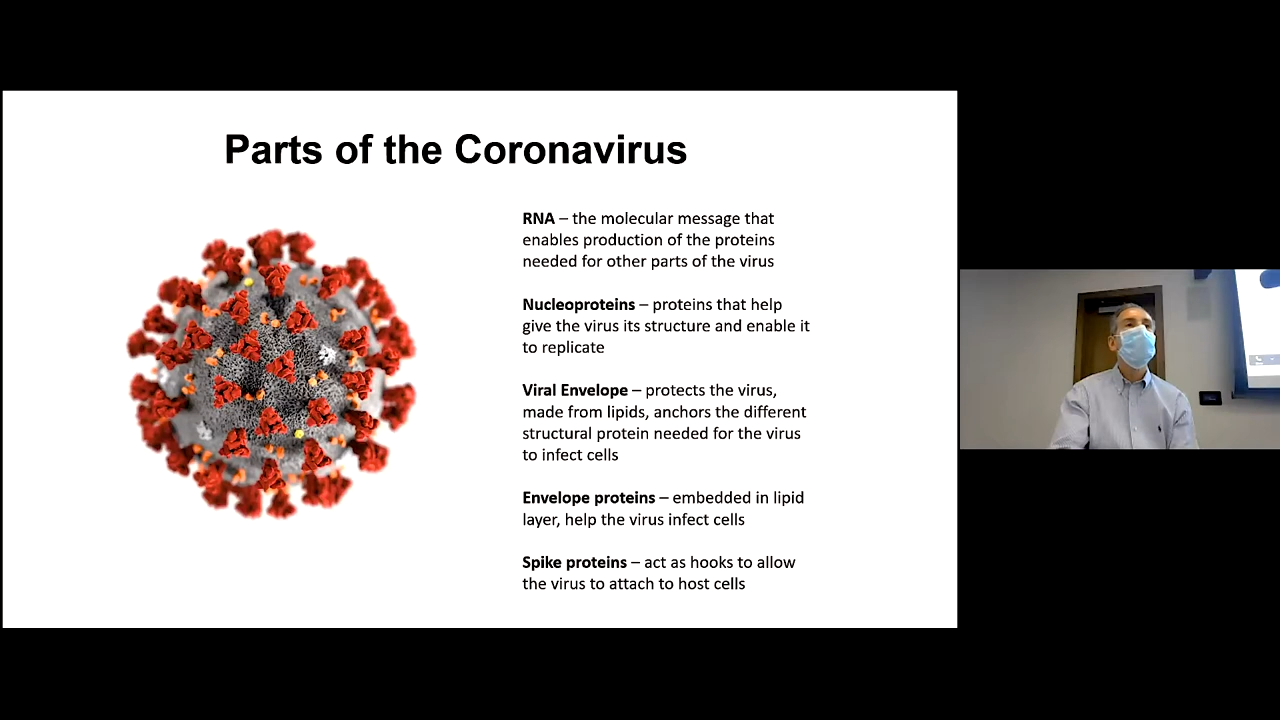 Parts of the Coronavirus
RNA – the molecular message that
enables production of the proteins
needed for other parts of the virus
Nucleoproteins – proteins that help
give the virus its structure and enable it
to replicate
Viral Envelope – protects the virus,
made from lipids, anchors the different
structural protein needed for the virus
to infect cells
Envelope proteins – embedded in lipid
layer, help the virus infect cells
Spike proteins – act as hooks to allow
the virus to attach to host cells